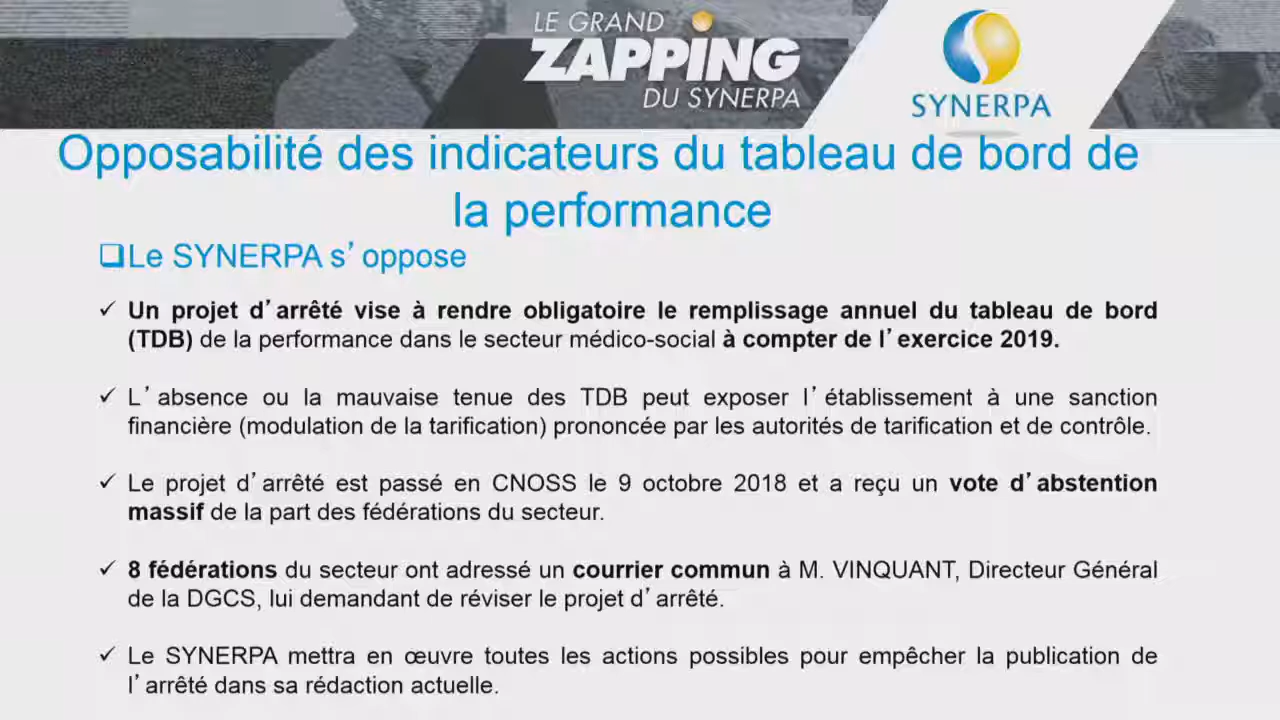 LE GRAND
ZAPPING
DU SYNERPA
SYNERPA
Opposabilité des indicateurs du tableau de bord de
la performance
❑Le SYNERPA s’oppose
✓ Un projet d’arrêté vise à rendre obligatoire le remplissage annuel du tableau de bord
(TDB) de la performance dans le secteur médico-social à compter de l’exercice 2019.
✓ L’absence ou la mauvaise tenue des TDB peut exposer l’établissement à une sanction
financière (modulation de la tarification) prononcée par les autorités de tarification et de contrôle.
✓ Le projet d’arrêté est passé en CNOSS le 9 octobre 2018 et a reçu un vote d’abstention
massif de la part des fédérations du secteur.
✓ 8 fédérations du secteur ont adressé un courrier commun à M. VINQUANT, Directeur Général
de la DGCS, lui demandant de réviser le projet d’arrêté.
✓ Le SYNERPA mettra en œuvre toutes les actions possibles pour empêcher la publication de
l’arrêté dans sa rédaction actuelle.